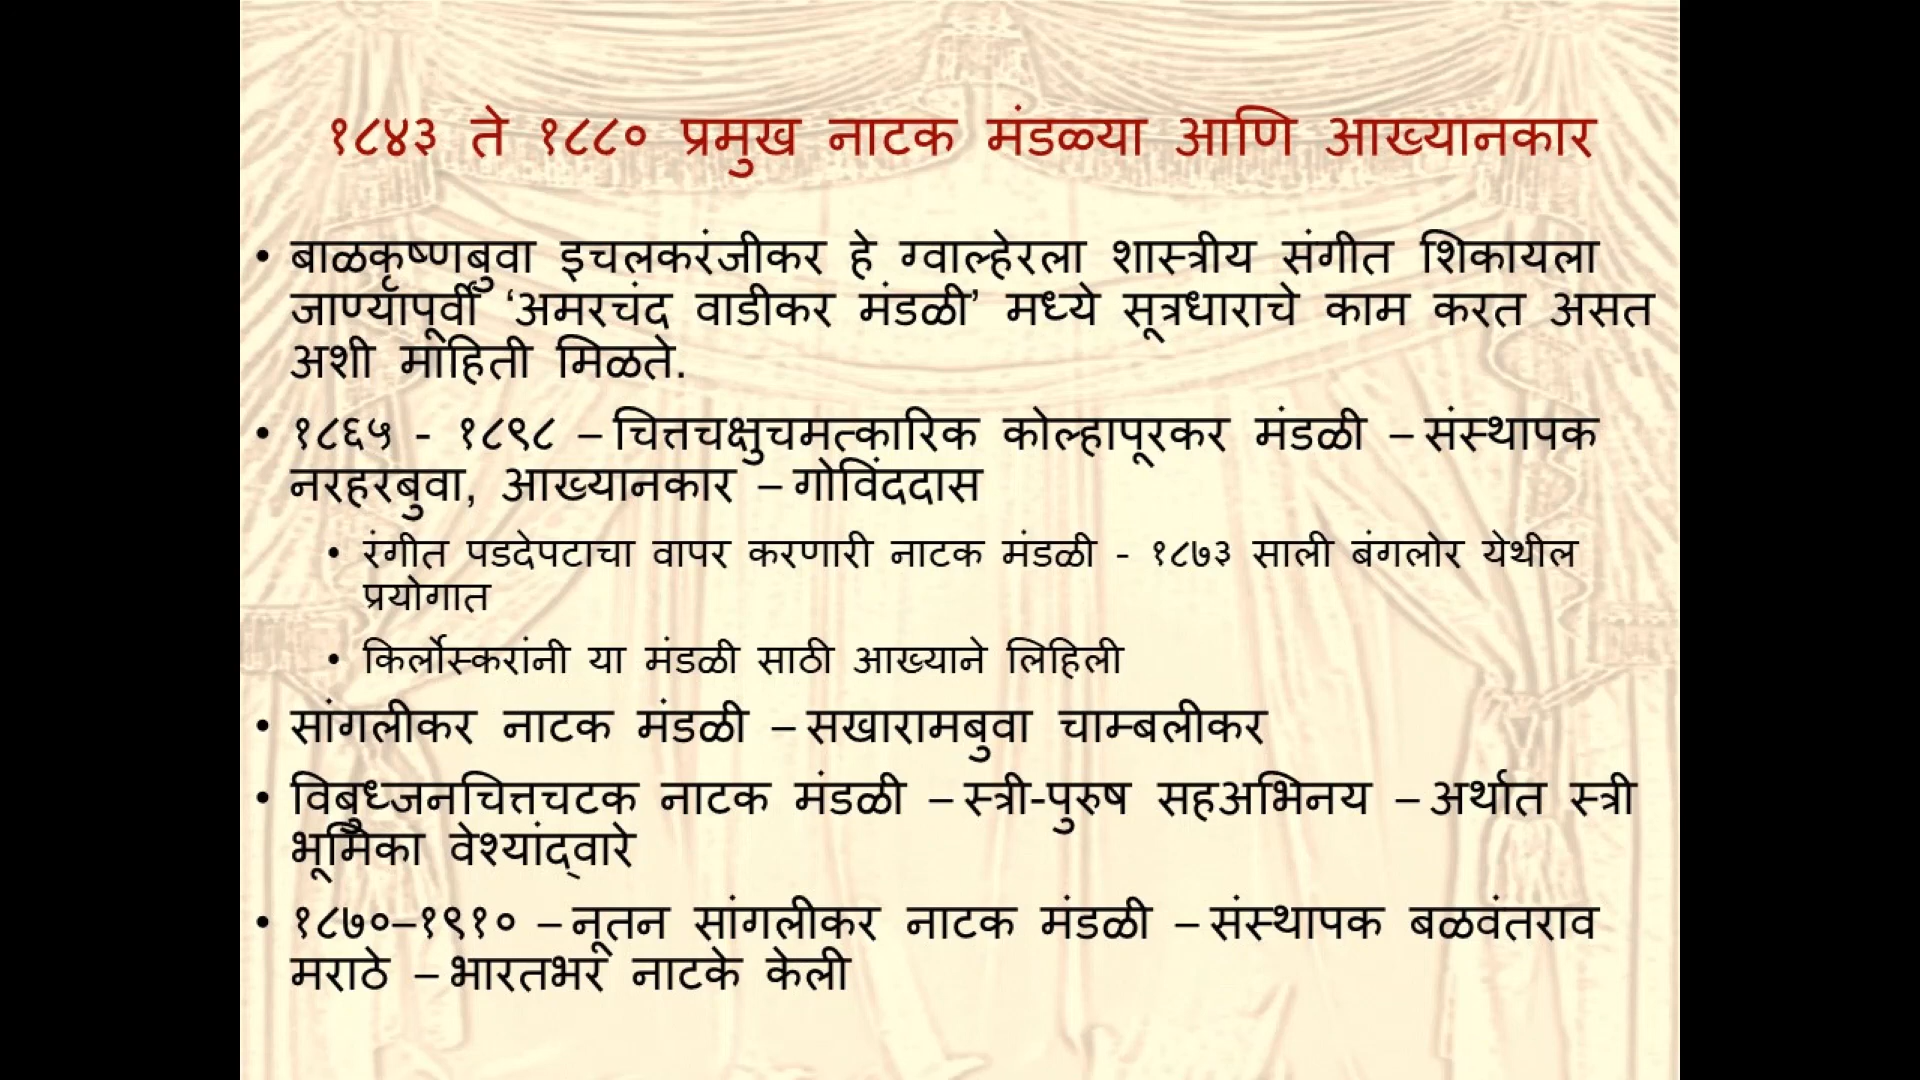 १८४३ ते १८८० प्रमुख नाटक मंडळ्या आणि आख्यानकार
• बाळकृष्णबुवा इचलकरंजीकर हे ग्वाल्हेरला शास्त्रीय संगीत शिकायला
जाण्यापूर्वी ‘अमरचंद वाडीकर मंडळी’ मध्ये सूत्रधाराचे काम करत असत
अशी माहिती मिळते.
• १८६५ - १८९८ – चित्तचक्षुचमत्कारिक कोल्हापूरकर मंडळी – संस्थापक
नरहरबुवा, आख्यानकार – गोविंददास
• रंगीत पडदेपटाचा वापर करणारी नाटक मंडळी - १८७३ साली बंगलोर येथील
प्रयोगात
• किर्लोस्करांनी या मंडळी साठी आख्याने लिहिली
• सांगलीकर नाटक मंडळी – सखारामबुवा चाम्बलीकर
• विबुध्जनचित्तचटक नाटक मंडळी – स्त्री-पुरुष सहअभिनय – अर्थात स्त्री
भूमिका वेश्यांद्वारे
• १८७०–१९१० – नूतन सांगलीकर नाटक मंडळी – संस्थापक बळवंतराव
मराठे – भारतभर नाटके केली